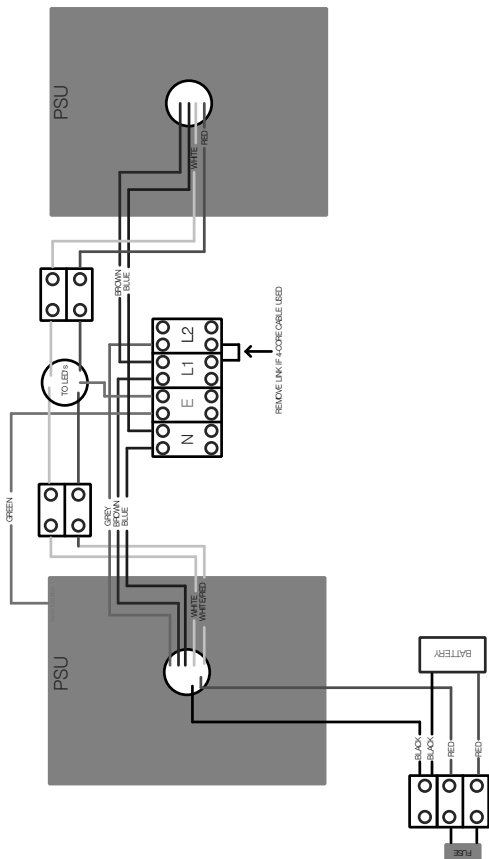 PSU
WHITE
RED
BROWN
BLUE
L2
L1
E
N
REMOVE LINK IF 4-CORE CABLE USED
TO LED's
GREEN
GREY
BROWN
BLUE
PSU
WHITE
WHITE/RED
BATTERY
BLACK
BLACK
RED
RED
FUSE